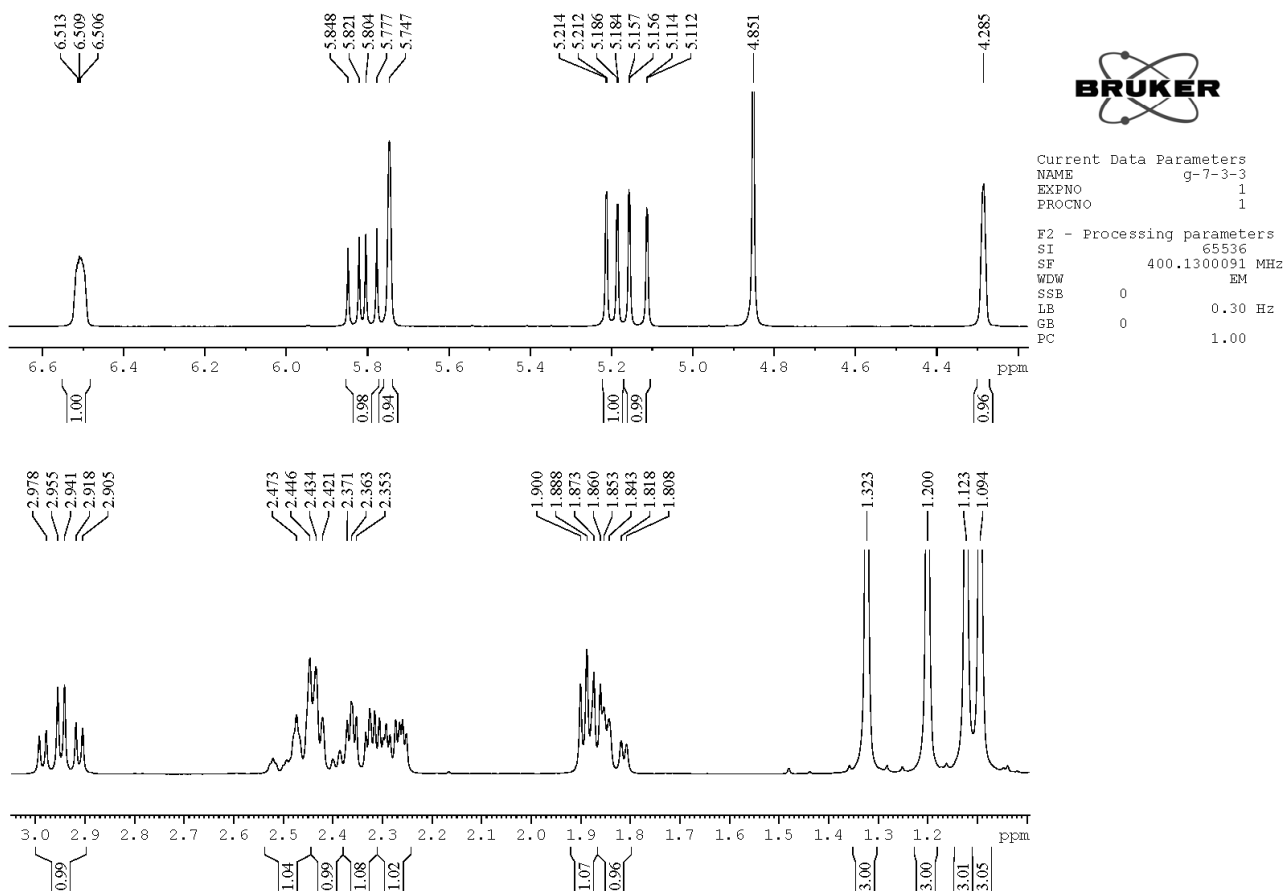 6.513
6.509
6.506
5.848
5.821
5.804
5.777
5.747
5.214
5.212
5.186
5.184
5.157
5.156
5.114
5.112
4.851
4.285
BRUKER
Current Data Parameters
NAME g-7-3-3
EXPNO 1
PROCNO 1
F2 - Processing parameters
SI 65536
SF 400.1300091 MHz
WDW EM
SSB 0
LB 0.30 Hz
GB 0
PC 1.00
6.6 6.4 6.2 6.0 5.8 5.6 5.4 5.2 5.0 4.8 4.6 4.4 ppm
1.00 0.98 0.94 1.00 0.99 0.96
2.978
2.955
2.941
2.918
2.905
2.473
2.446
2.434
2.421
2.371
2.363
2.353
1.900
1.888
1.873
1.860
1.853
1.843
1.818
1.808
1.323
1.200
1.123
1.094
3.0 2.9 2.8 2.7 2.6 2.5 2.4 2.3 2.2 2.1 2.0 1.9 1.8 1.7 1.6 1.5 1.4 1.3 1.2 ppm
0.99 1.04 0.99 1.08 1.02 1.07 0.96 3.00 3.00 3.01 3.05